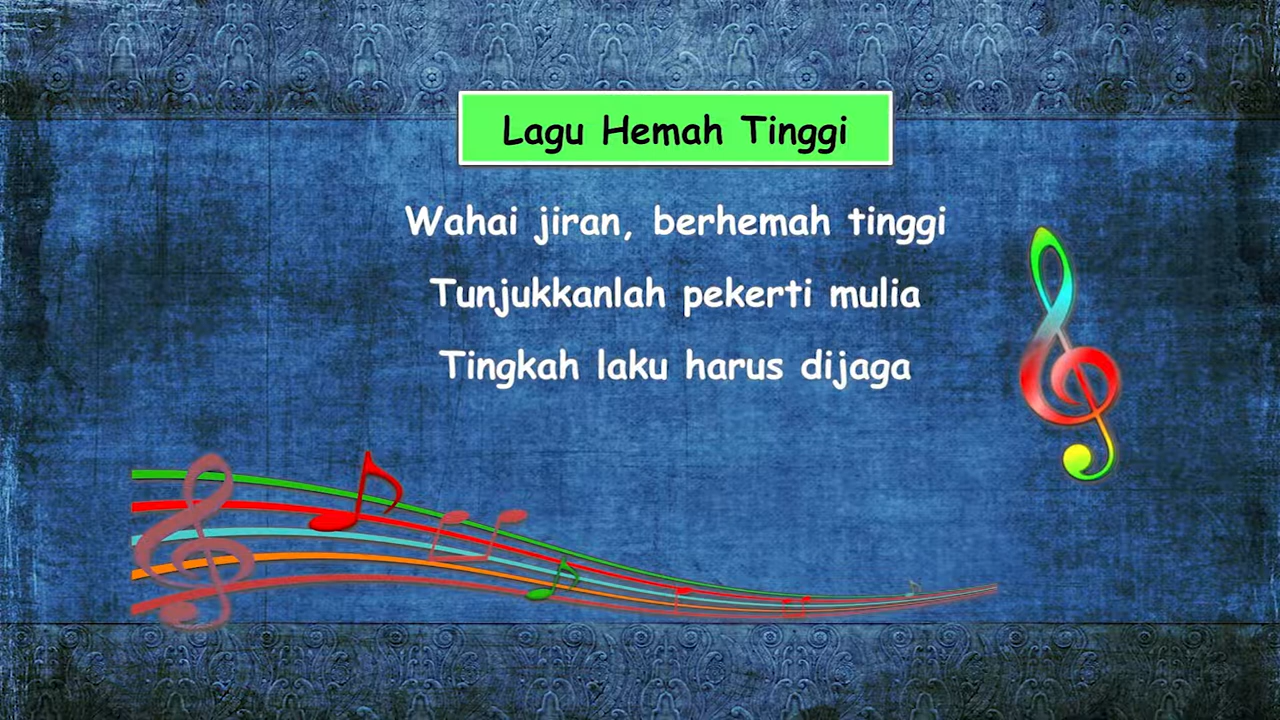 Lagu Hemah Tinggi
Wahai jiran, berhemah tinggi
Tunjukkanlah pekerti mulia
Tingkah laku harus dijaga